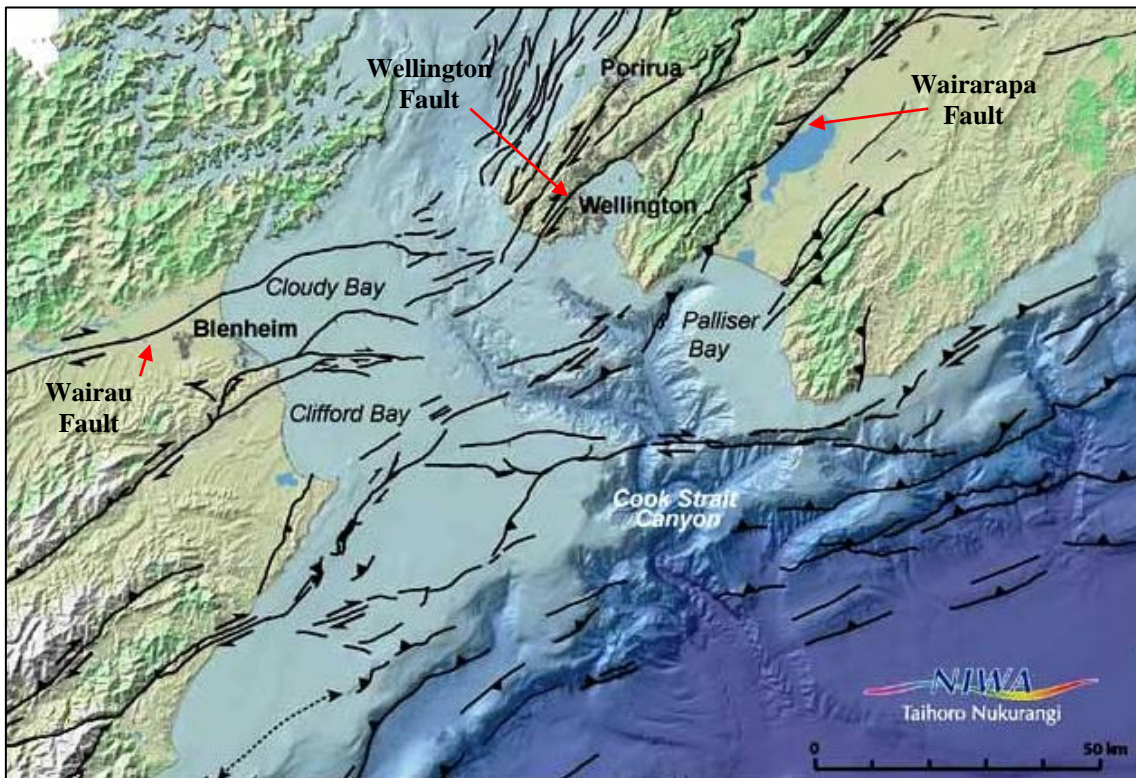 Wellington
Fault
Porirua
Wairarapa
Fault
Wellington
Cloudy Bay
Blenheim
Palliser
Bay
Wairau
Fault
Clifford Bay
Cook Strait
Canyon
NIWA
Taihoro Nukurangi
0 50 km